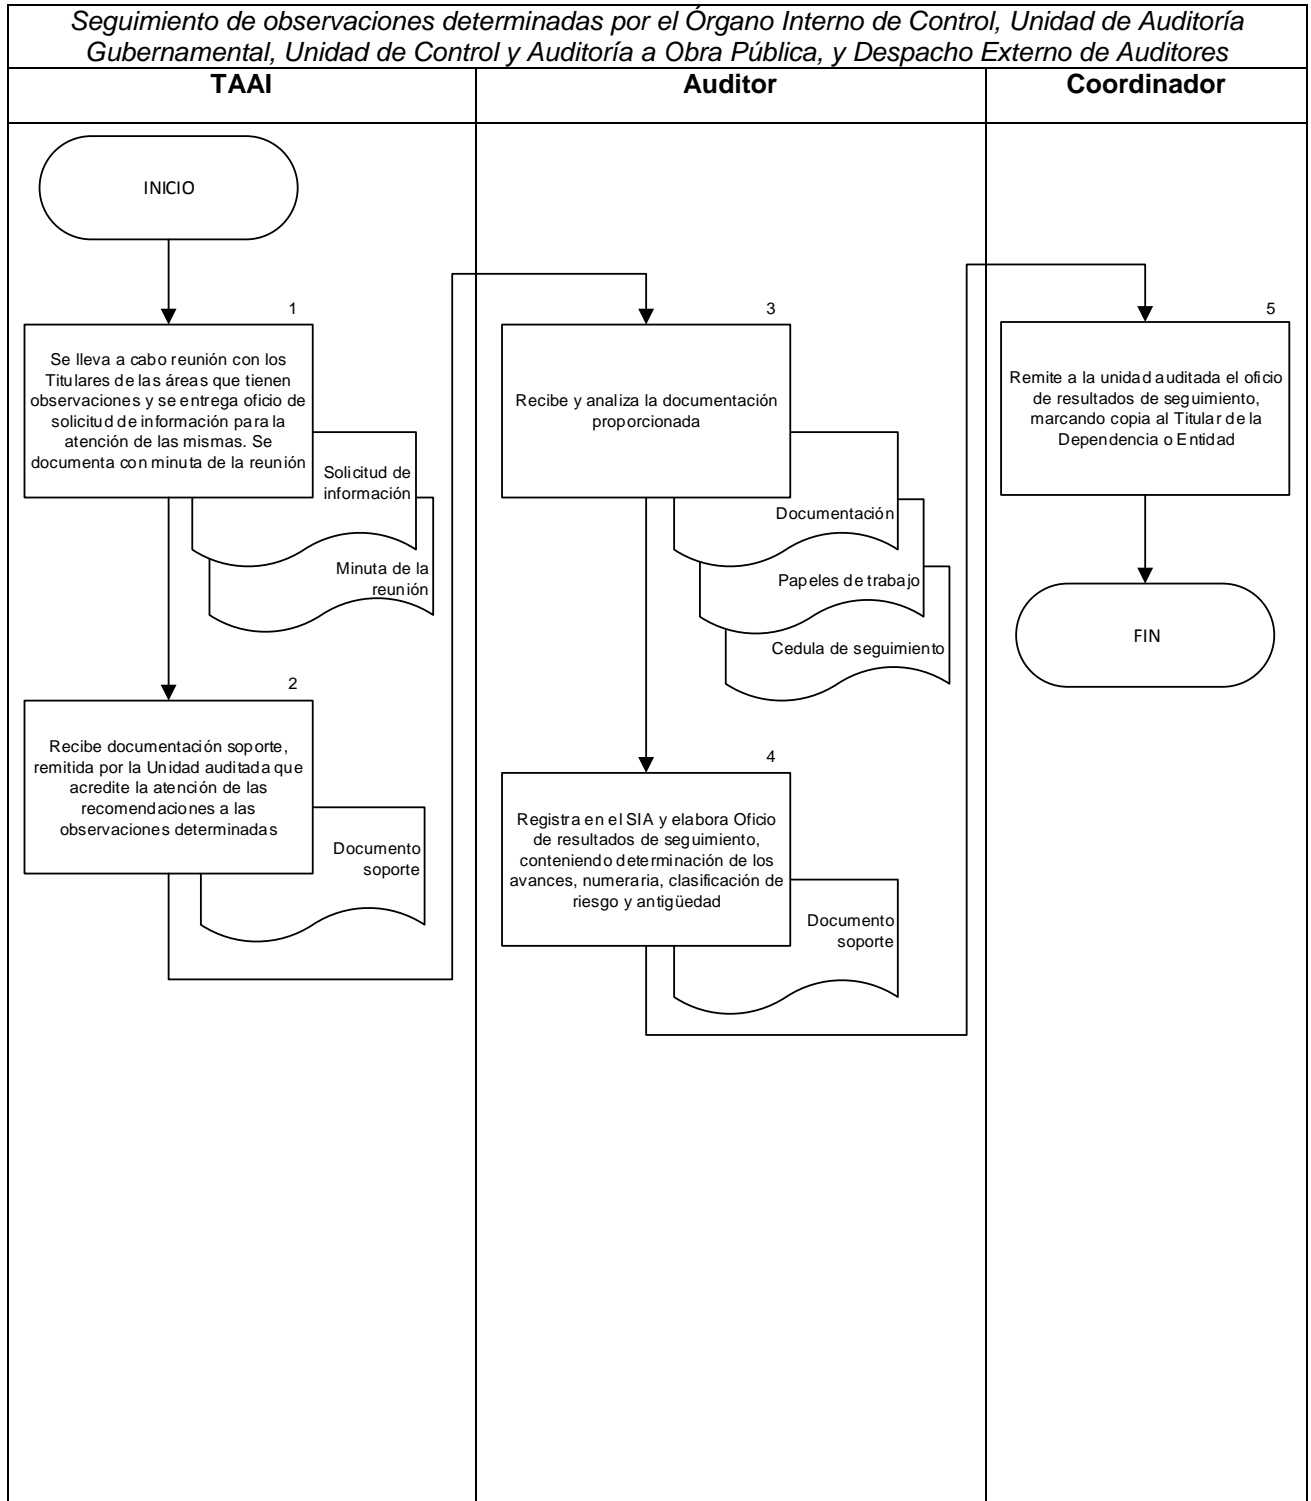 Seguimiento de observaciones determinadas por el Órgano Interno de Control, Unidad de Auditoría
Gubernamental, Unidad de Control y Auditoría a Obra Pública, y Despacho Externo de Auditores
TAAI
Auditor
Coordinador
INICIO
1
Se lleva a cabo reunión con los
Titulares de las áreas que tienen
observaciones y se entrega oficio de
solicitud de información para la
atención de las mismas. Se
documenta con minuta de la reunión
Solicitud de
información
Minuta de la
reunión
2
Recibe documentación soporte,
remitida por la Unidad auditada que
acredite la atención de las
recomendaciones a las
observaciones determinadas
Documento
soporte
3
Recibe y analiza la documentación
proporcionada
Documentación
Papeles de trabajo
Cedula de seguimiento
4
Registra en el SIA y elabora Oficio
de resultados de seguimiento,
conteniendo determinación de los
avances, numeraria, clasificación de
riesgo y antigüedad
Documento
soporte
5
Remite a la unidad auditada el oficio
de resultados de seguimiento,
marcando copia al Titular de la
Dependencia o Entidad
FIN